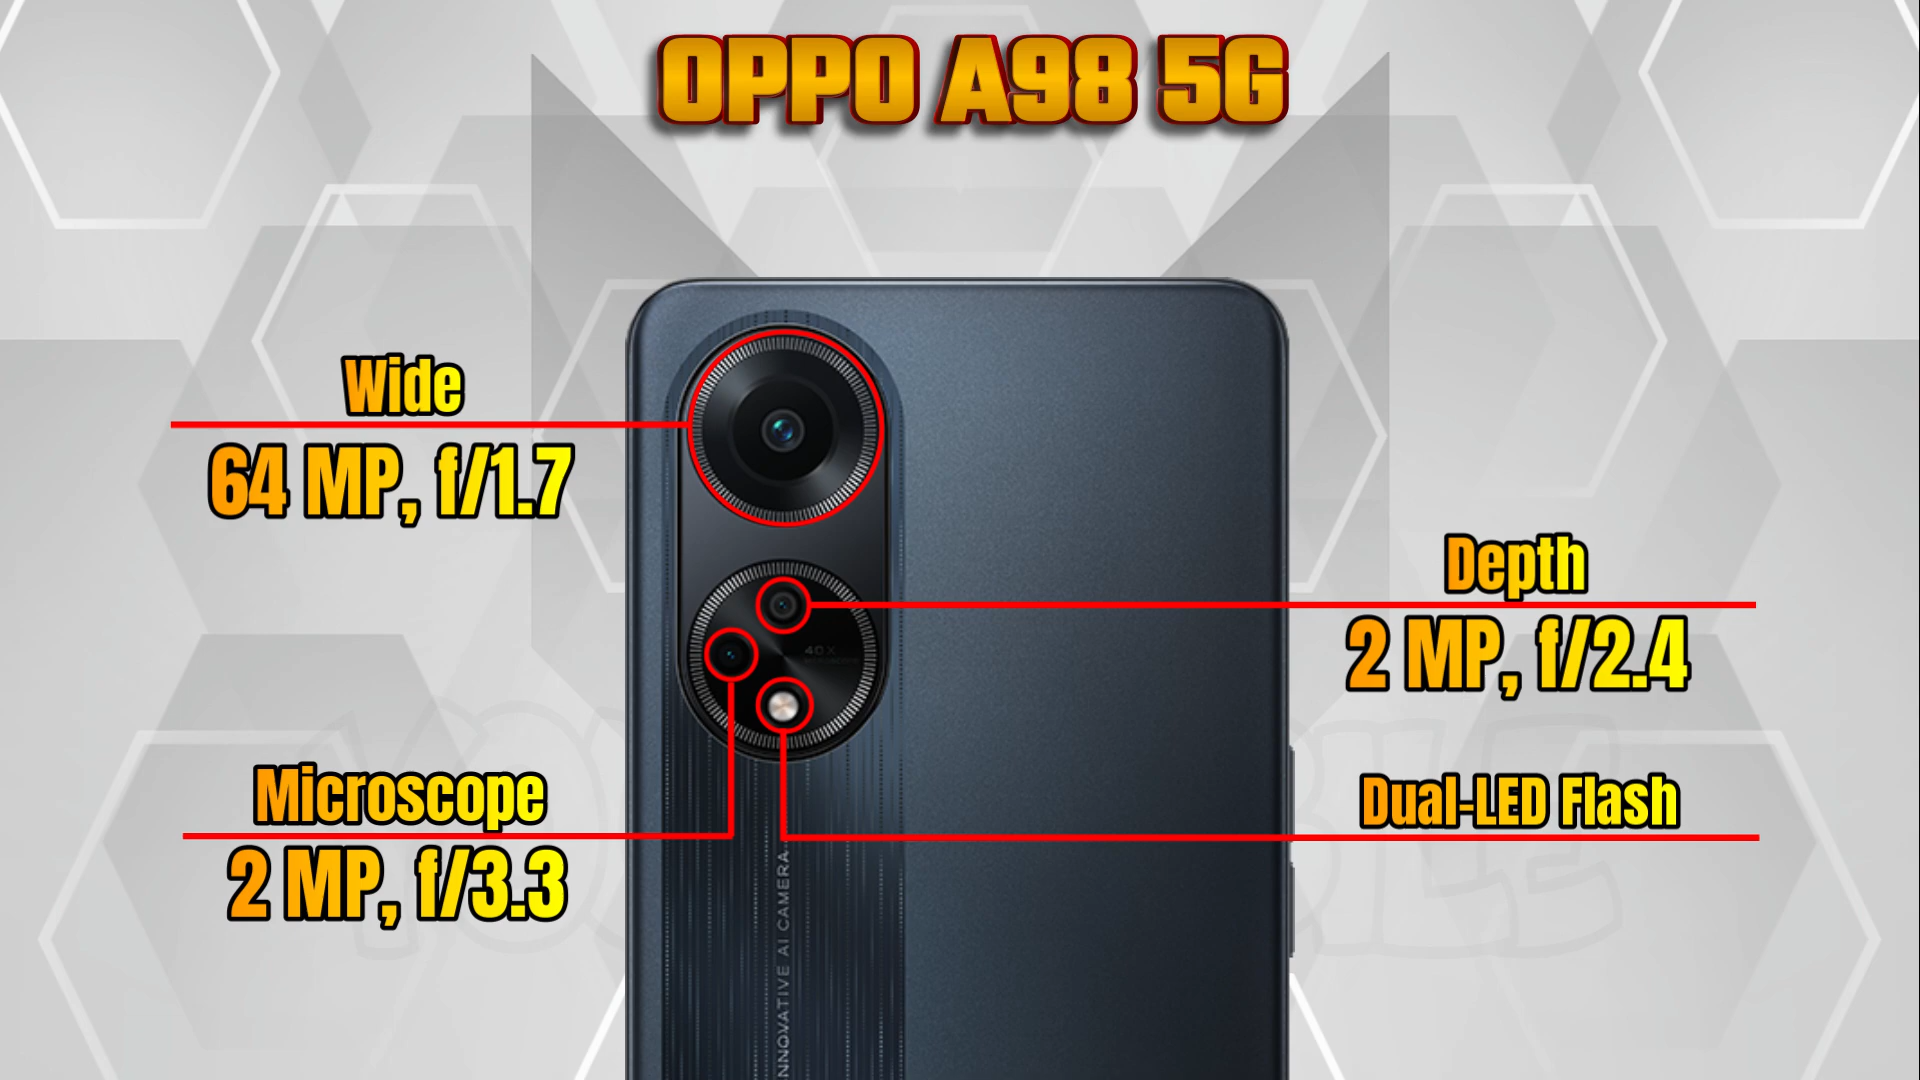 OPPO A98 5G
Wide
64 MP, f/1.7
Depth
2 MP, f/2.4
40X
Microscope
2 MP, f/3.3
Dual-LED Flash
INNOVATIVE AI CAMERA